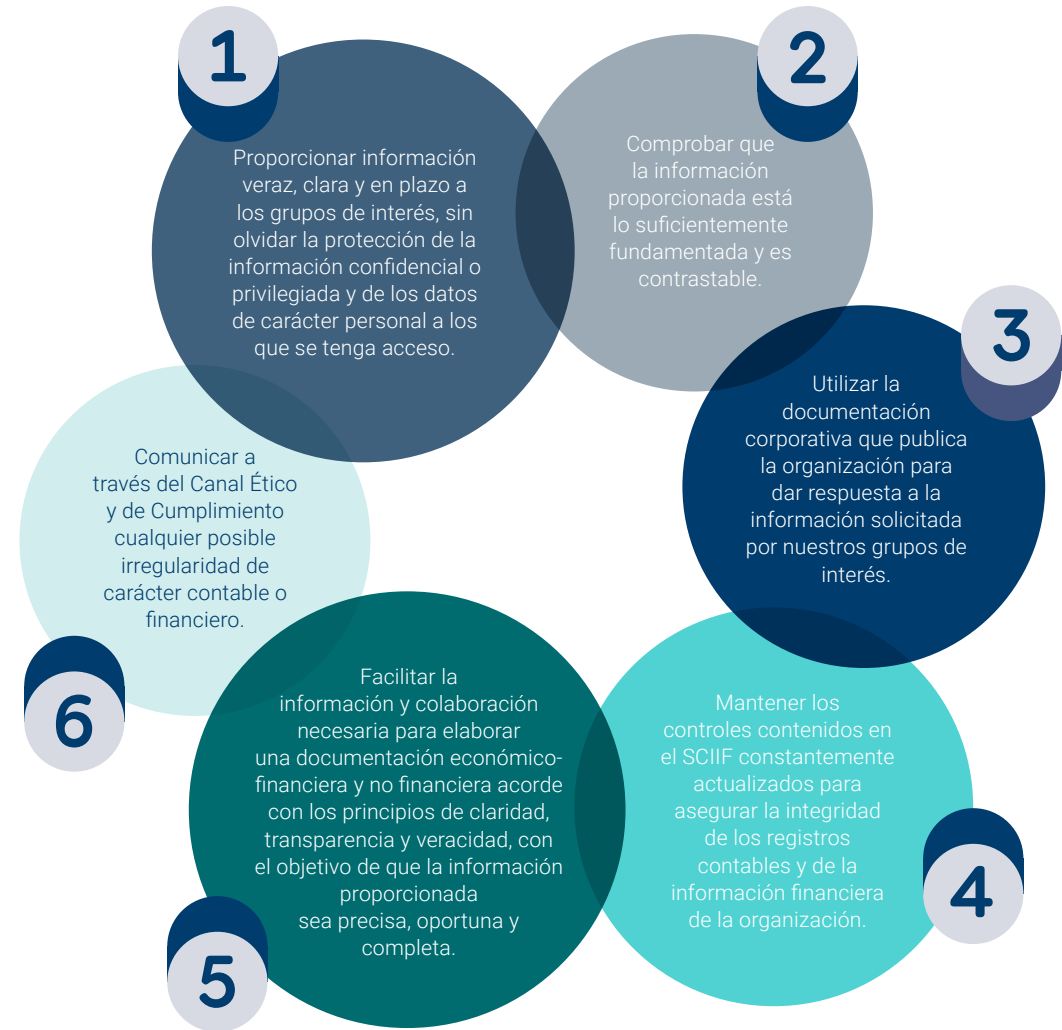 1
Proporcionar información
veraz, clara y en plazo a
los grupos de interés, sin
olvidar la protección de la
información confidencial o
privilegiada y de los datos
de carácter personal a los
que se tenga acceso.
2
Comprobar que
la información
proporcionada está
lo suficientemente
fundamentada y es
contrastable.
3
Utilizar la
documentación
corporativa que publica
la organización para
dar respuesta a la
información solicitada
por nuestros grupos de
interés.
4
Mantener los
controles contenidos en
el SCIIF constantemente
actualizados para
asegurar la integridad
de los registros
contables y de la
información financiera
de la organización.
5
Facilitar la
información y colaboración
necesaria para elaborar
una documentación económico-
financiera y no financiera acorde
con los principios de claridad,
transparencia y veracidad, con
el objetivo de que la información
proporcionada
sea precisa, oportuna y
completa.
6
Comunicar a
través del Canal Ético
y de Cumplimiento
cualquier posible
irregularidad de
carácter contable o
financiero.